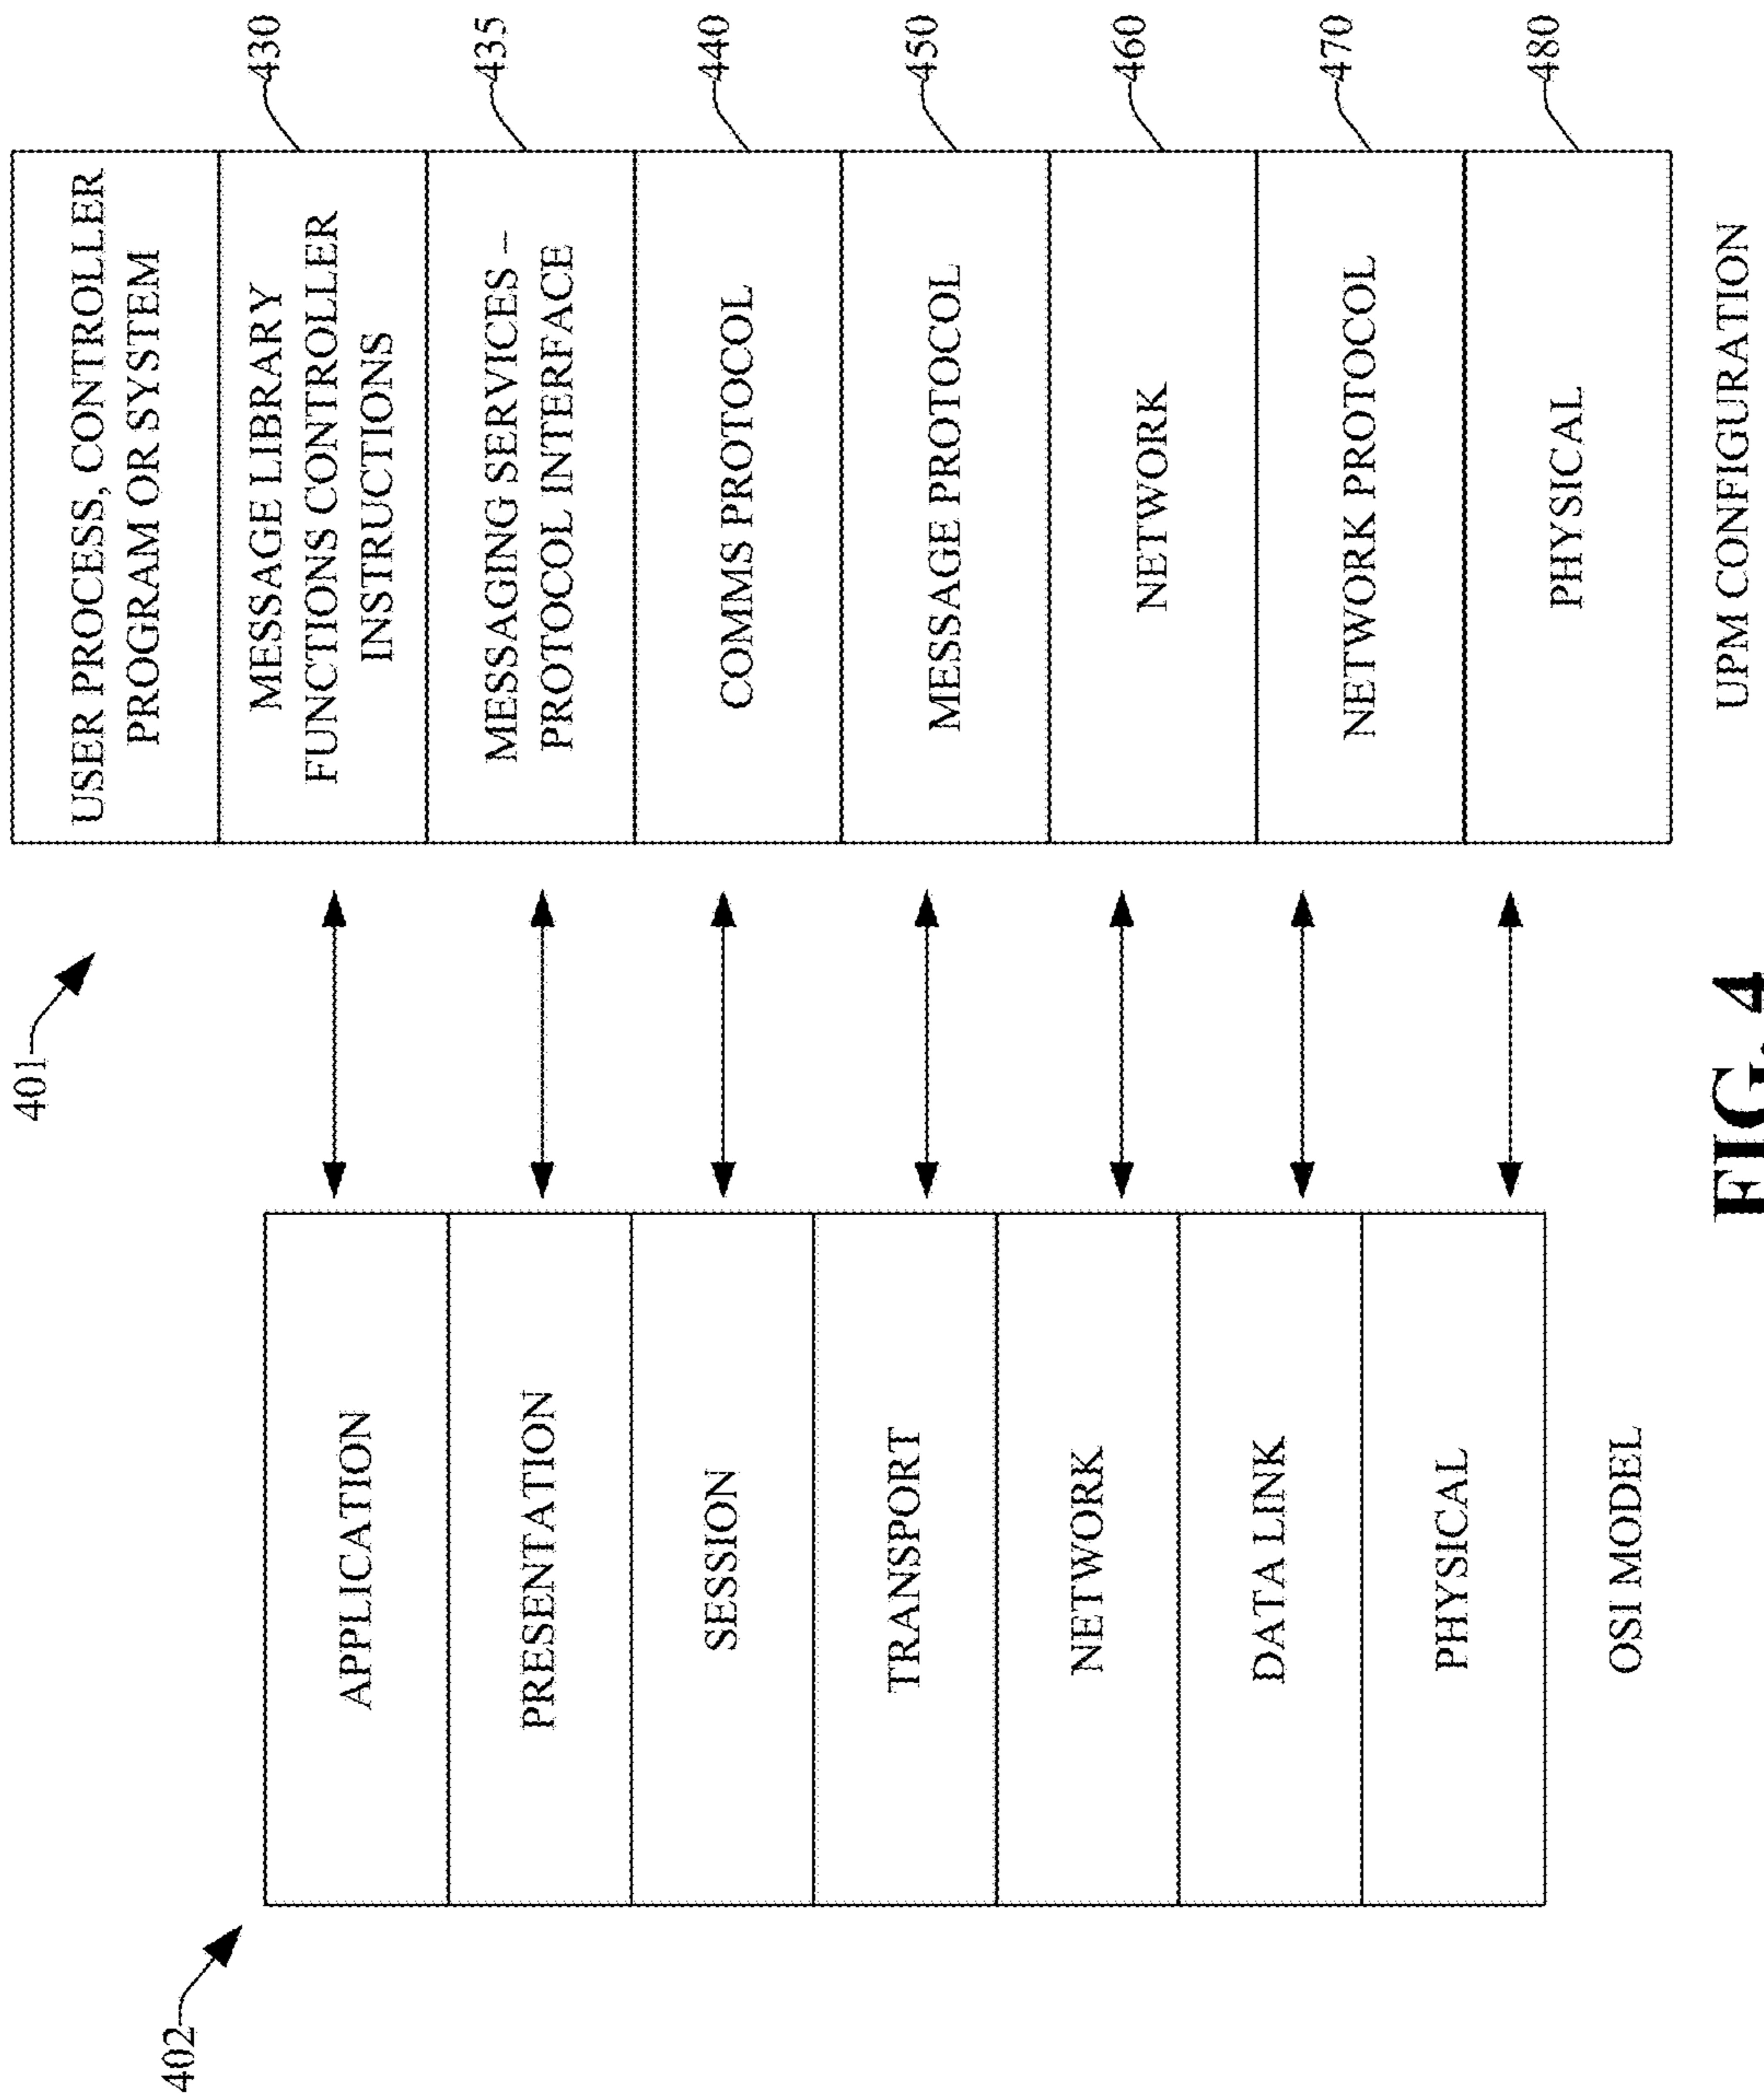 401
402
APPLICATION
PRESENTATION
SESSION
TRANSPORT
NETWORK
DATA LINK
PHYSICAL
OSI MODEL
USER PROCESS, CONTROLLER
PROGRAM OR SYSTEM
MESSAGE LIBRARY
FUNCTIONS CONTROLLER
INSTRUCTIONS
430
MESSAGING SERVICES –
PROTOCOL INTERFACE
435
COMMS PROTOCOL
440
MESSAGE PROTOCOL
450
NETWORK
460
NETWORK PROTOCOL
470
PHYSICAL
480
UPM CONFIGURATION
FIG. 4